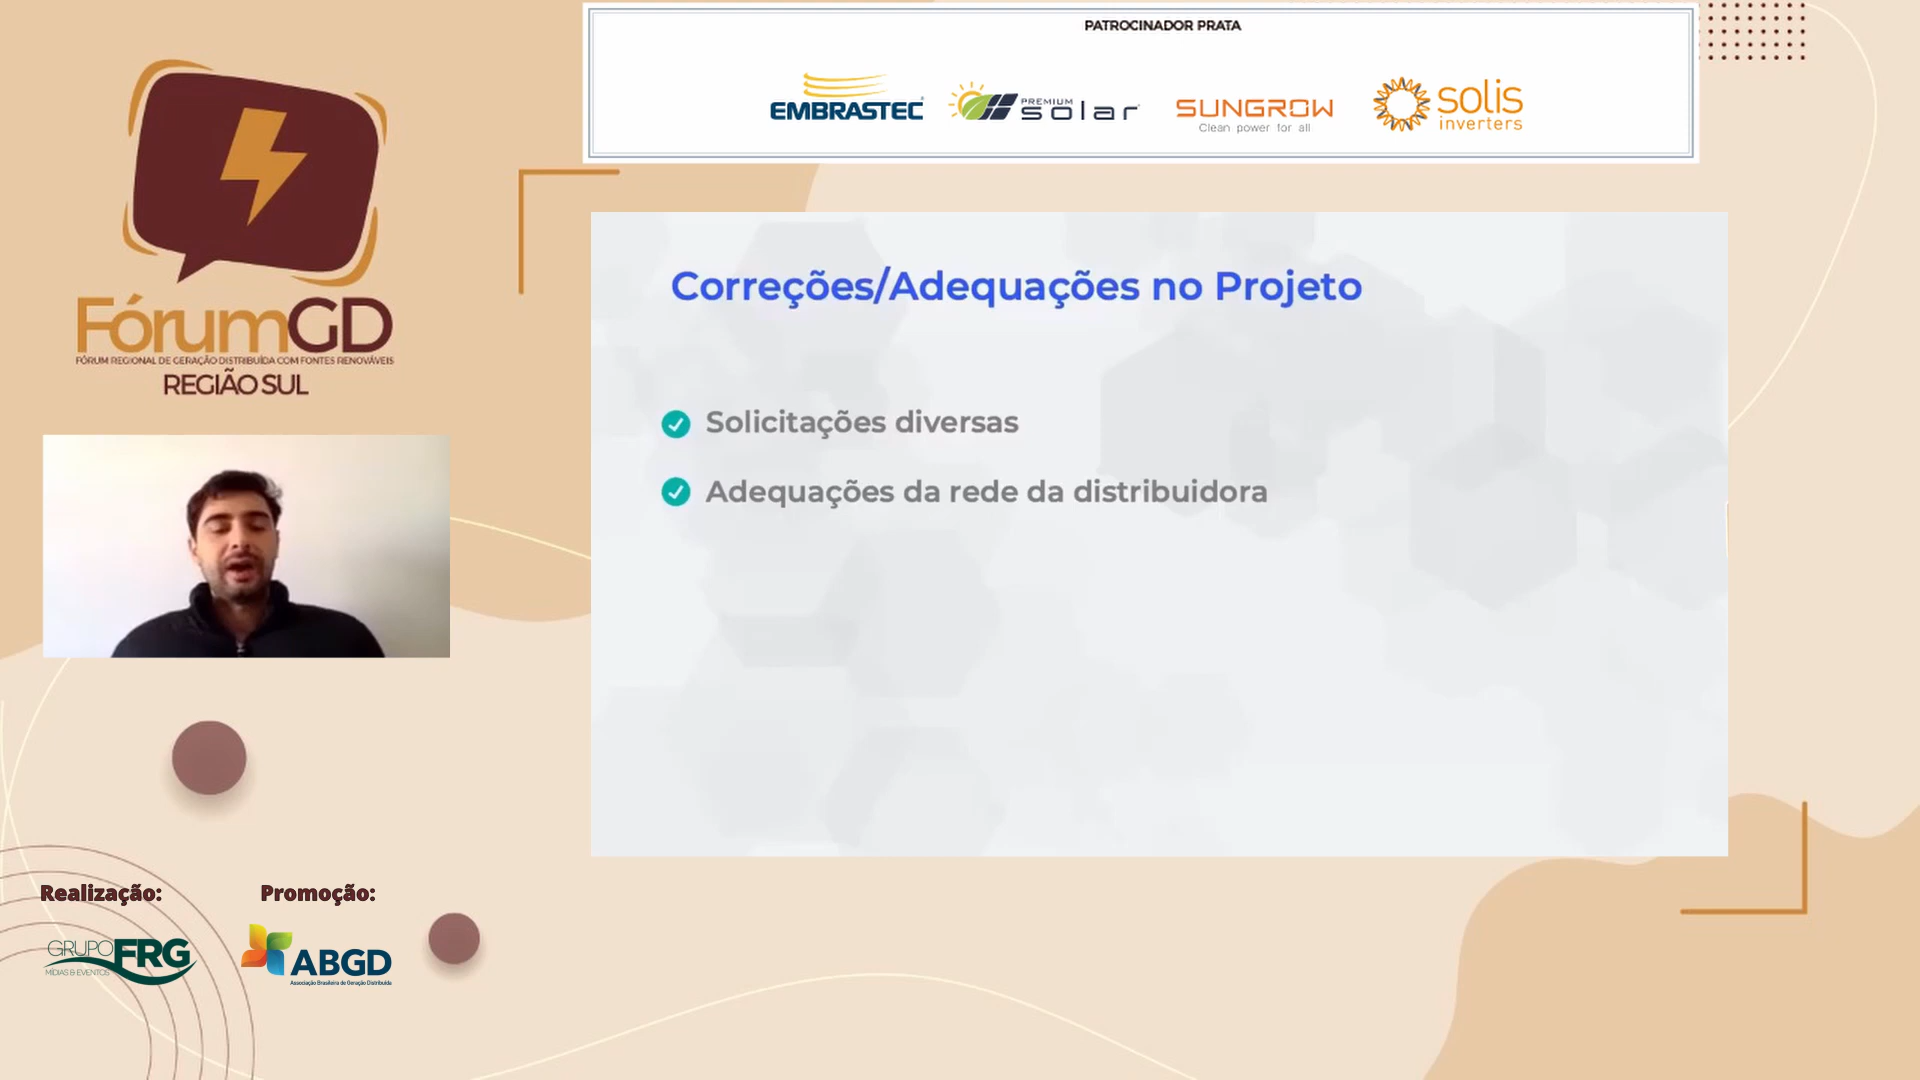 PATROCINADOR PRATA
EMBRASTEC
PREMIUM
solar
SUNGROW
Clean power for all
solis
inverters
FórumGD
FÓRUM REGIONAL DE GERAÇÃO DISTRIBUÍDA COM FONTES RENOVÁVEIS
REGIÃO SUL
Correções/Adequações no Projeto
Solicitações diversas
Adequações da rede da distribuidora
Realização:
Promoção:
GRUPO FRG
MÍDIAS & EVENTOS
ABGD
Associação Brasileira de Geração Distribuída